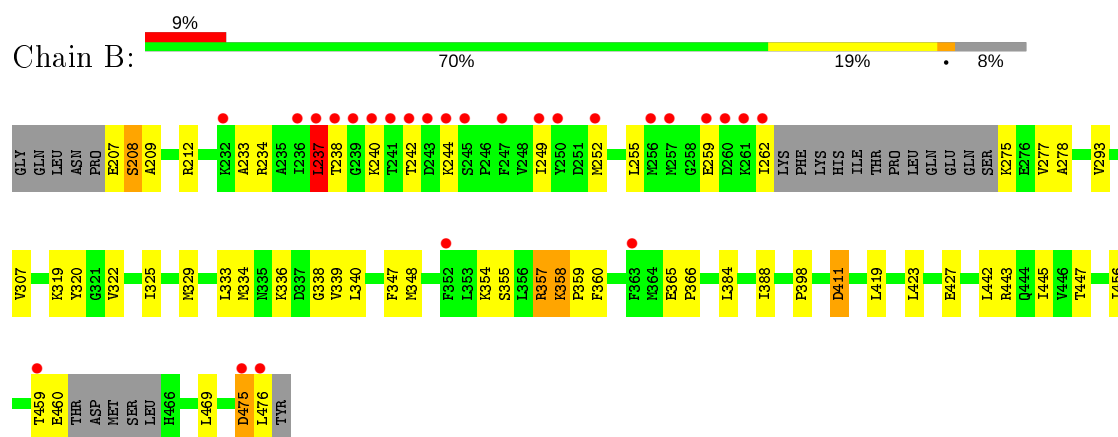 9%
Chain B:
70% 19% • 8%
GLY GLN LEU ASN PRO E207 S208 A209 R212 K232 A233 R234 A235 I236 L237 T238 G239 K240 T241 T242 D243 K244 S245 P246 F247 V248 I249 Y250 D251 M252 L255 M256 M257 G258 E259 D260 K261 I262 LYS PHE LYS HIS ILE THR PRO LEU GLN GLU GLN SER K275 E276 V277 A278 V293
V307 K319 Y320 G321 V322 I325 M329 L333 M334 N335 K336 D337 G338 V339 L340 F347 M348 F352 L353 K354 S355 L356 R357 K358 P359 F360 F363 M364 E365 P366 L384 I388 P398 D411 L419 L423 E427 L442 R443 Q444 I445 V446 T447 I456
T459 E460 THR ASP MET SER LEU H466 L469 D475 L476 TYR